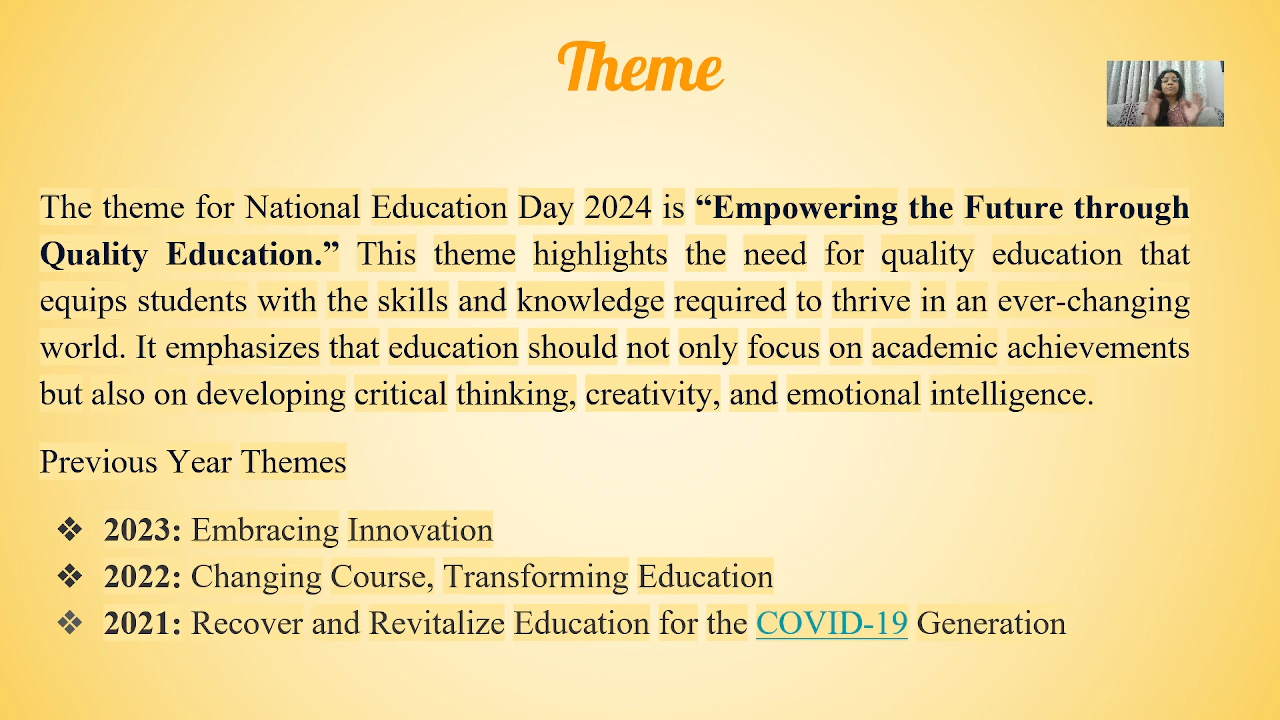 Theme
The theme for National Education Day 2024 is “Empowering the Future through
Quality Education.” This theme highlights the need for quality education that
equips students with the skills and knowledge required to thrive in an ever-changing
world. It emphasizes that education should not only focus on academic achievements
but also on developing critical thinking, creativity, and emotional intelligence.
Previous Year Themes
❖ 2023: Embracing Innovation
❖ 2022: Changing Course, Transforming Education
❖ 2021: Recover and Revitalize Education for the COVID-19 Generation